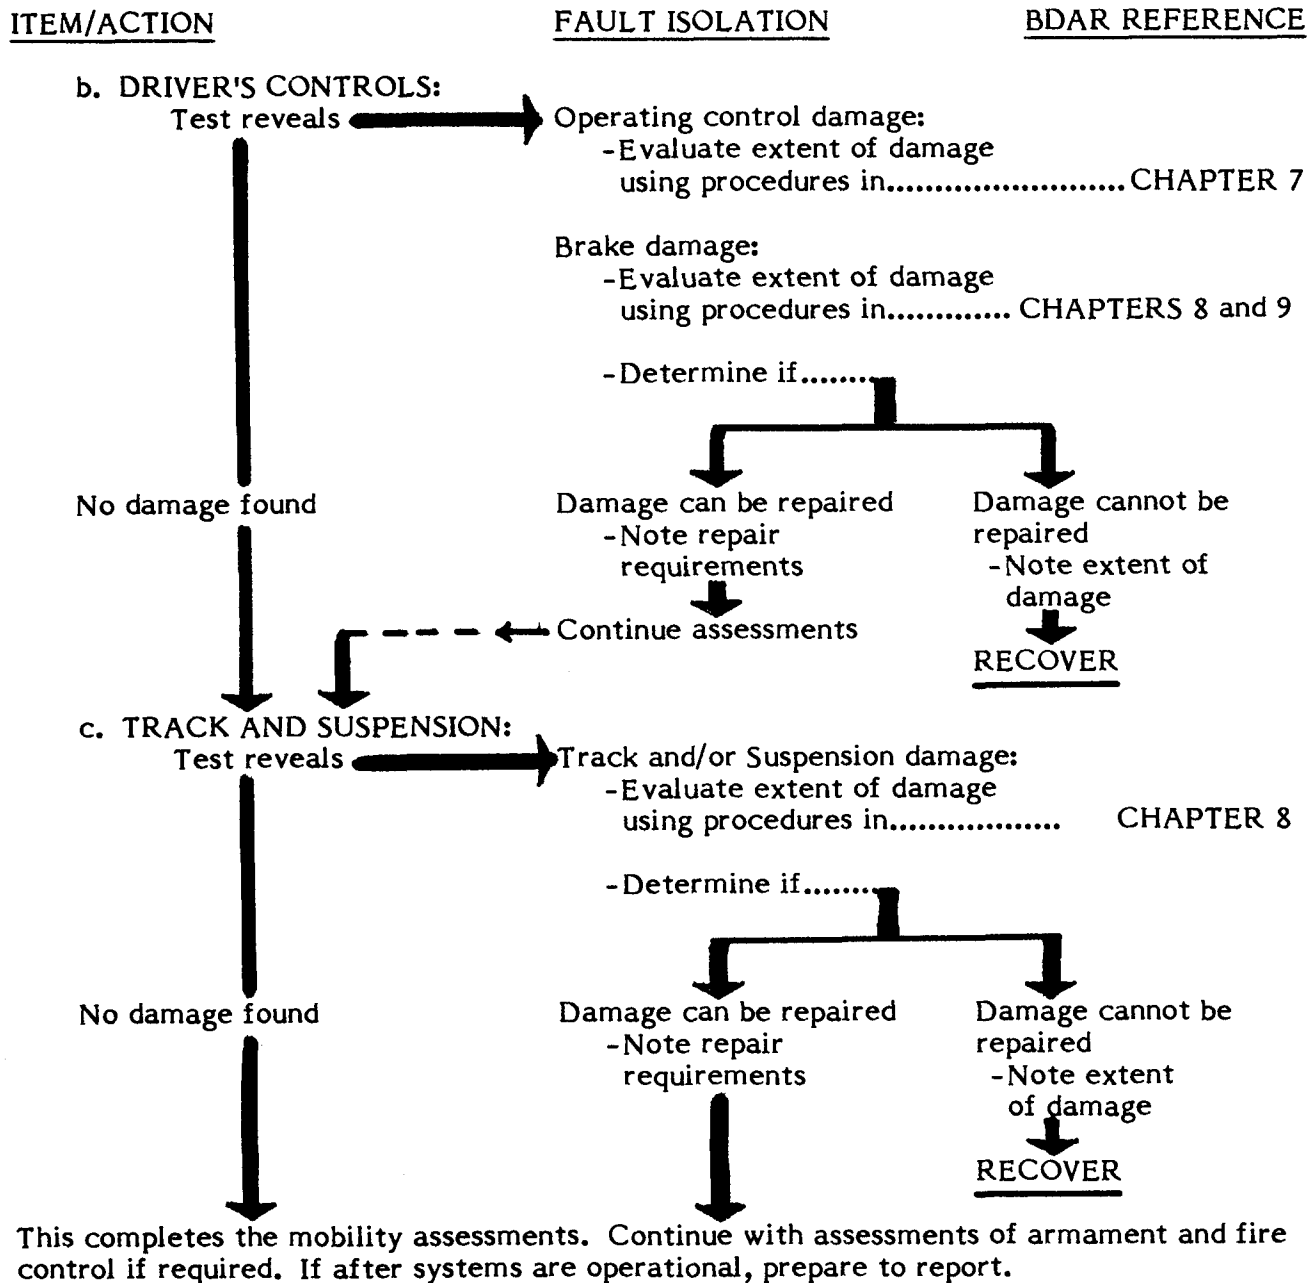 ITEM/ACTION FAULT ISOLATION BDAR REFERENCE
b. DRIVER'S CONTROLS:
Test reveals Operating control damage:
-Evaluate extent of damage
using procedures in......................... CHAPTER 7
Brake damage:
-Evaluate extent of damage
using procedures in............. CHAPTERS 8 and 9
-Determine if........
No damage found Damage can be repaired Damage cannot be
-Note repair repaired
requirements -Note extent of
damage
Continue assessments
RECOVER
c. TRACK AND SUSPENSION:
Test reveals Track and/or Suspension damage:
-Evaluate extent of damage
using procedures in.................. CHAPTER 8
-Determine if........
No damage found Damage can be repaired Damage cannot be
-Note repair repaired
requirements -Note extent
of damage
RECOVER
This completes the mobility assessments. Continue with assessments of armament and fire
control if required. If after systems are operational, prepare to report.